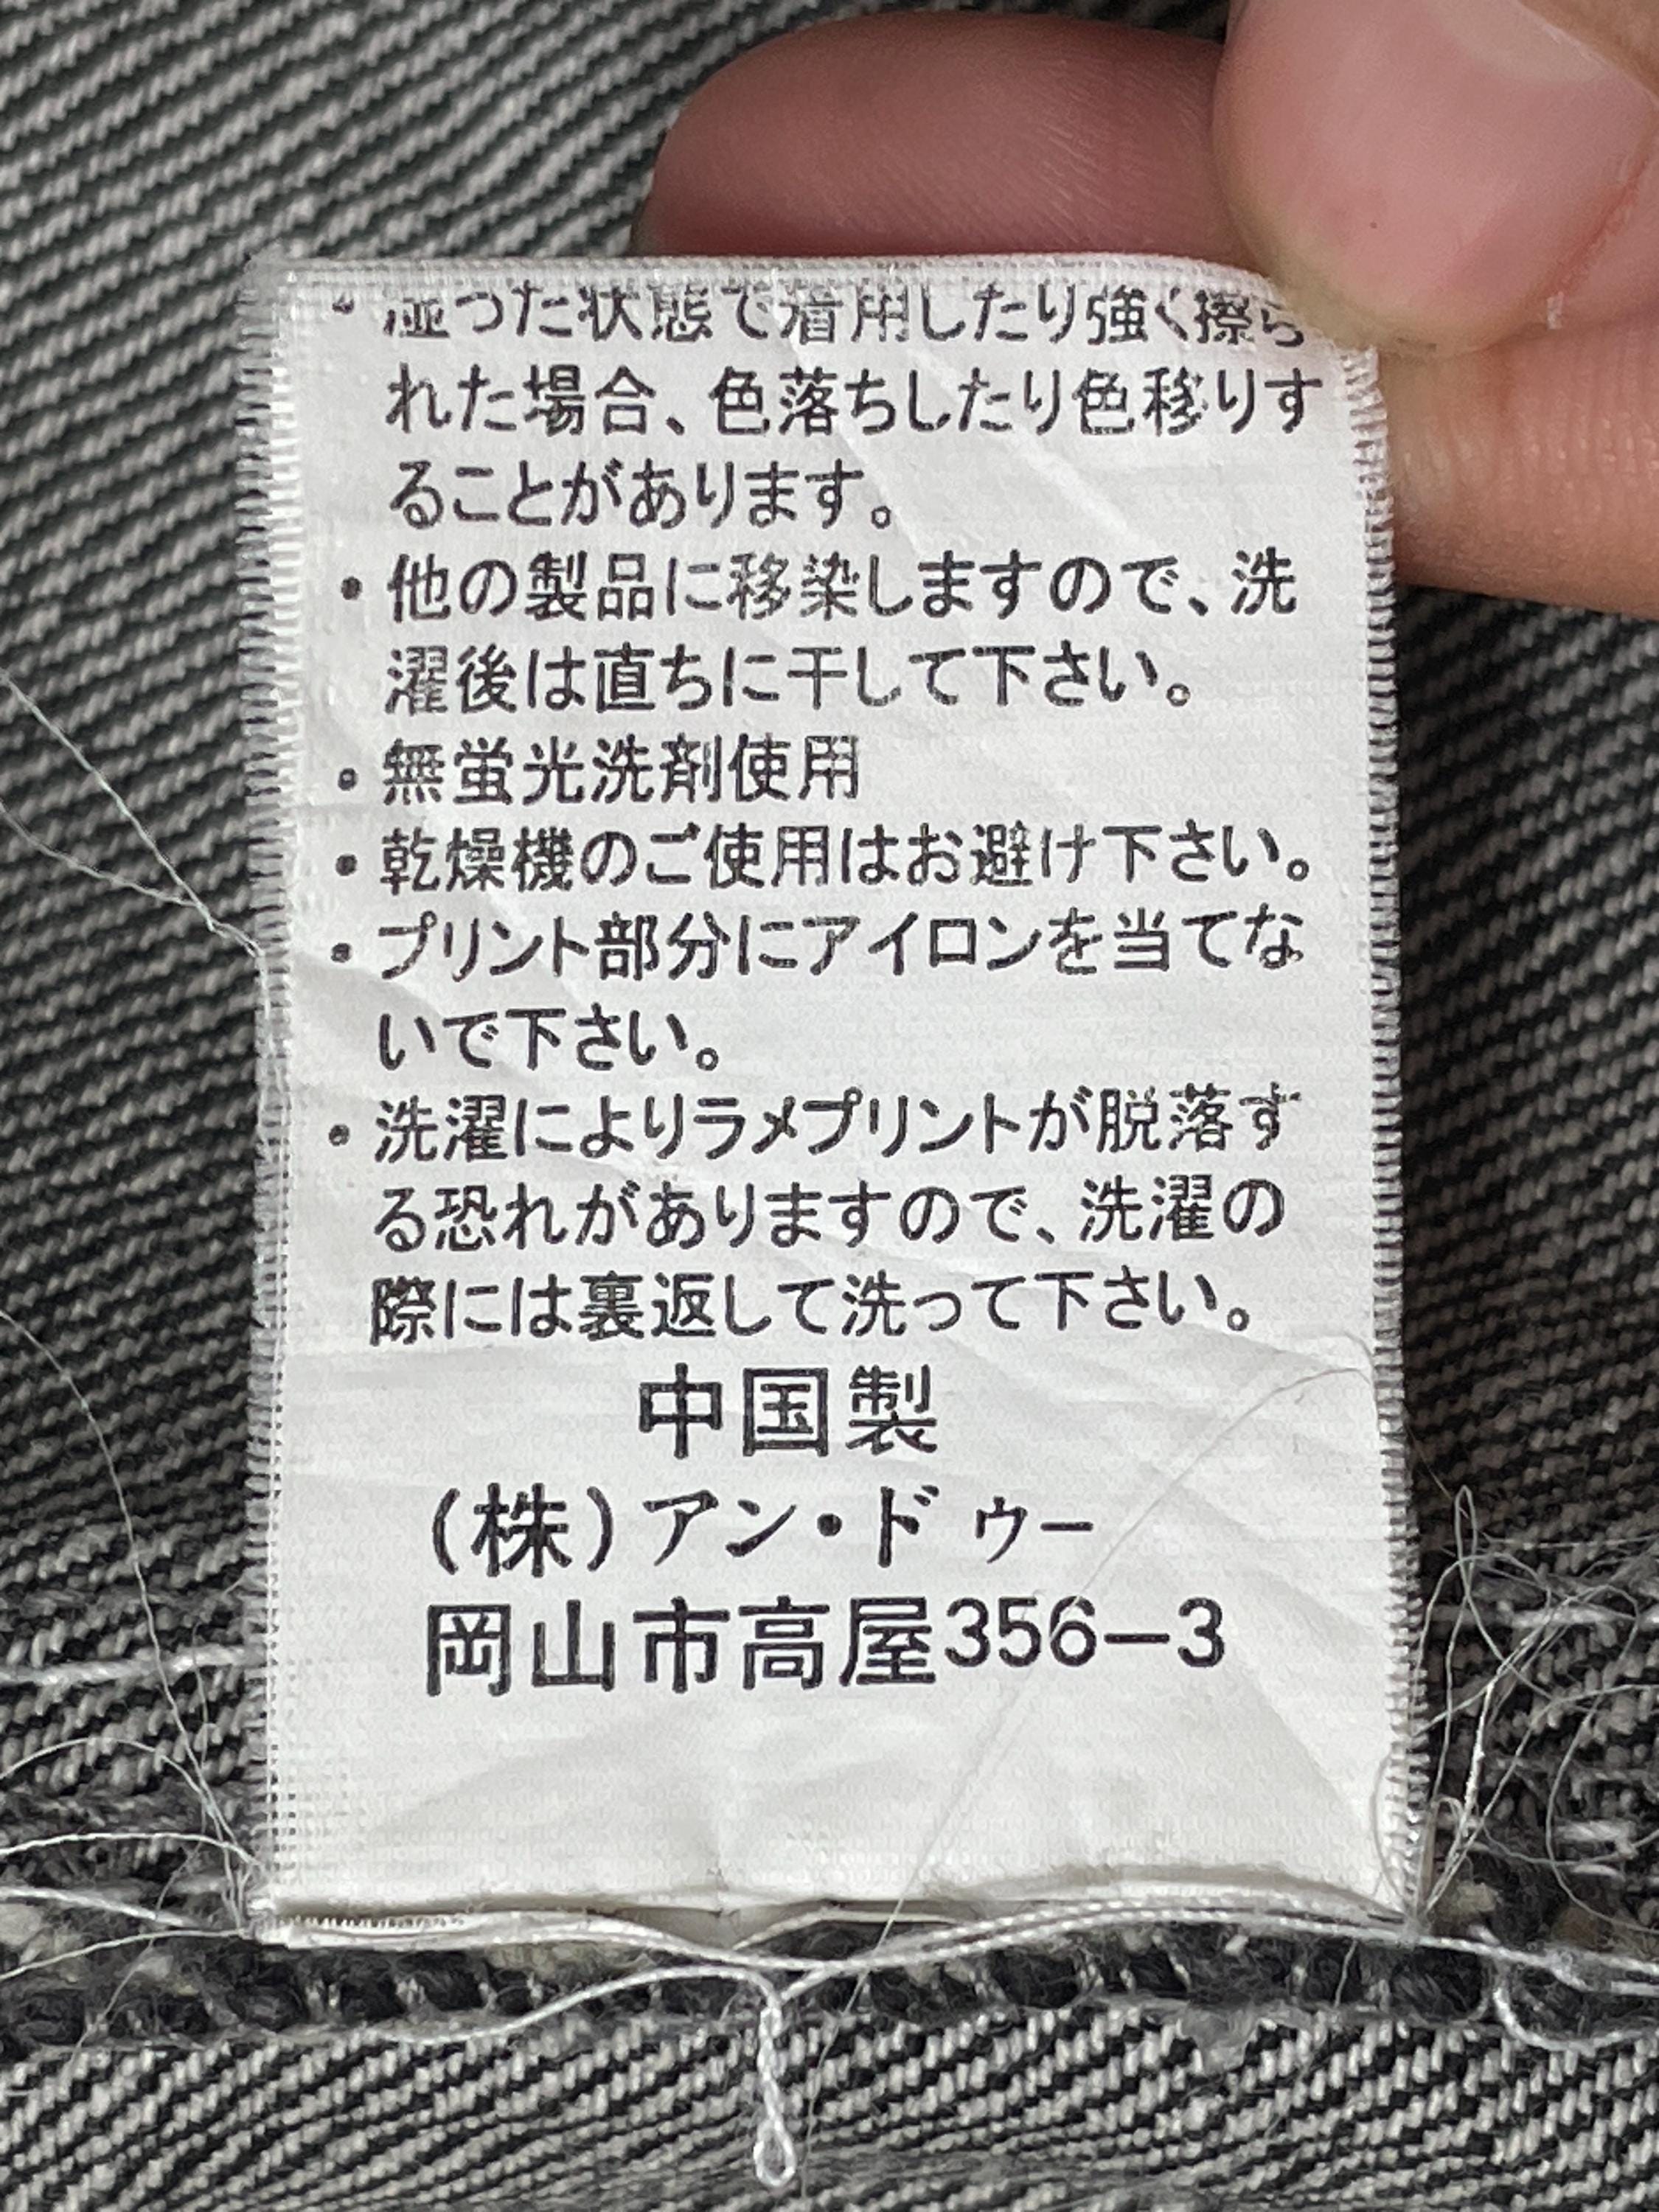 ・湿った状態で着用したり強く擦ら
れた場合、色落ちしたり色移りす
ることがあります。
・他の製品に移染しますので、洗
濯後は直ちに干して下さい。
・無蛍光洗剤使用
・乾燥機のご使用はお避け下さい。
・プリント部分にアイロンを当てな
いで下さい。
・洗濯によりラメプリントが脱落す
る恐れがありますので、洗濯の
際には裏返して洗って下さい。
中国製
(株)アン・ドゥー
岡山市高屋356-3